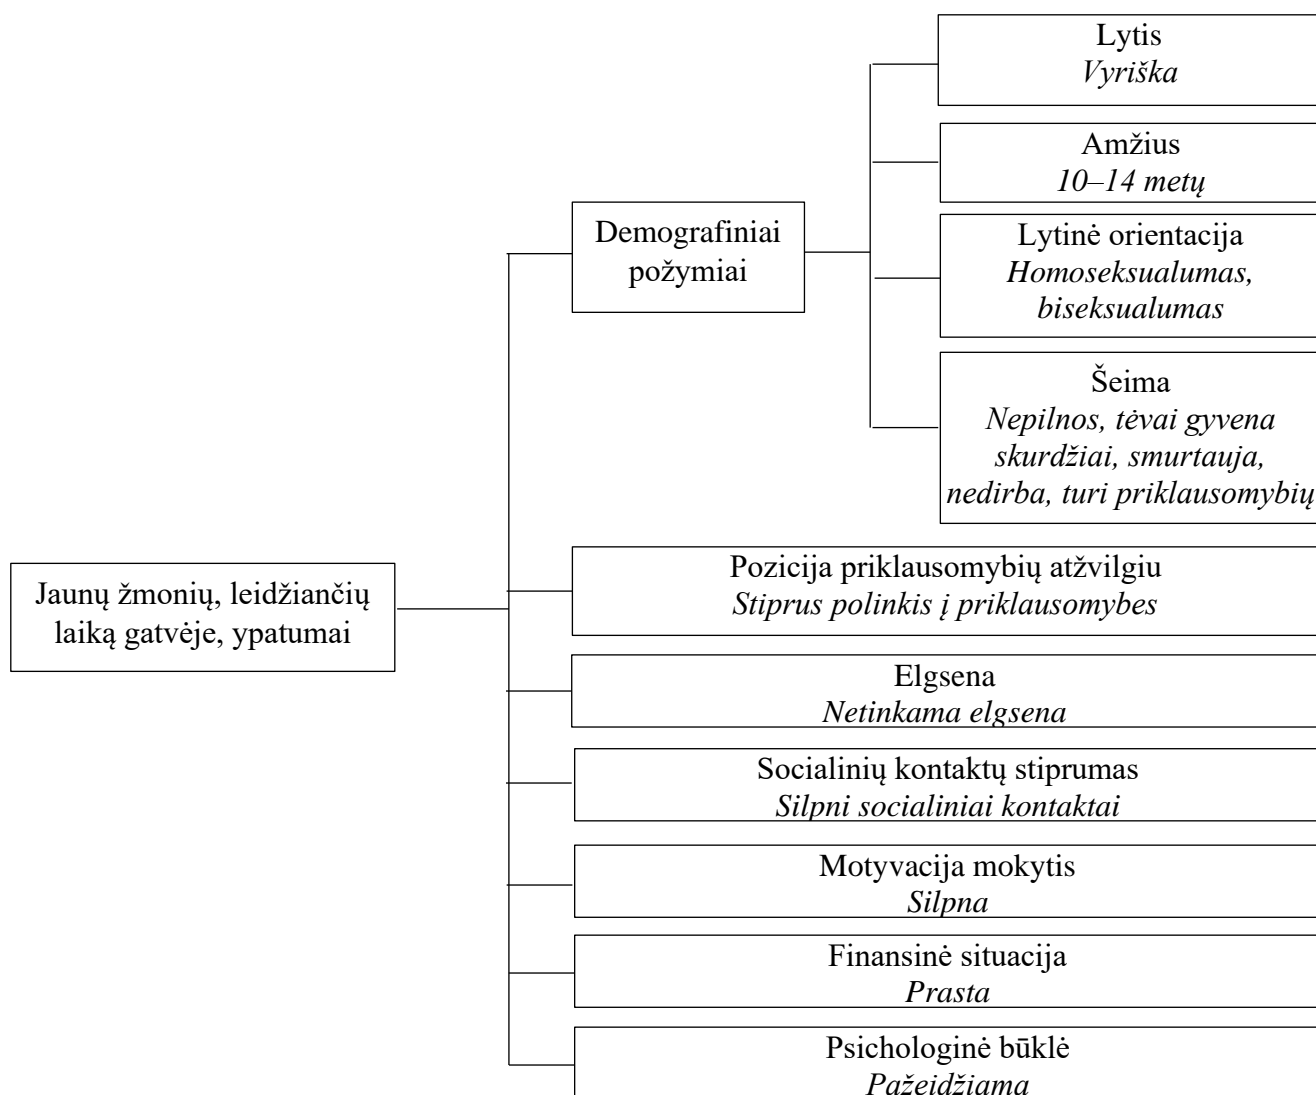 Jaunų žmonių, leidžiančių
laiką gatvėje, ypatumai
Demografiniai
požymiai
Lytis
Vyriška
Amžius
10–14 metų
Lytinė orientacija
Homoseksualumas,
biseksualumas
Šeima
Nepilnos, tėvai gyvena
skurdžiai, smurtauja,
nedirba, turi priklausomybių
Pozicija priklausomybių atžvilgiu
Stiprus polinkis į priklausomybes
Elgsena
Netinkama elgsena
Socialinių kontaktų stiprumas
Silpni socialiniai kontaktai
Motyvacija mokytis
Silpna
Finansinė situacija
Prasta
Psichologinė būklė
Pažeidžiama